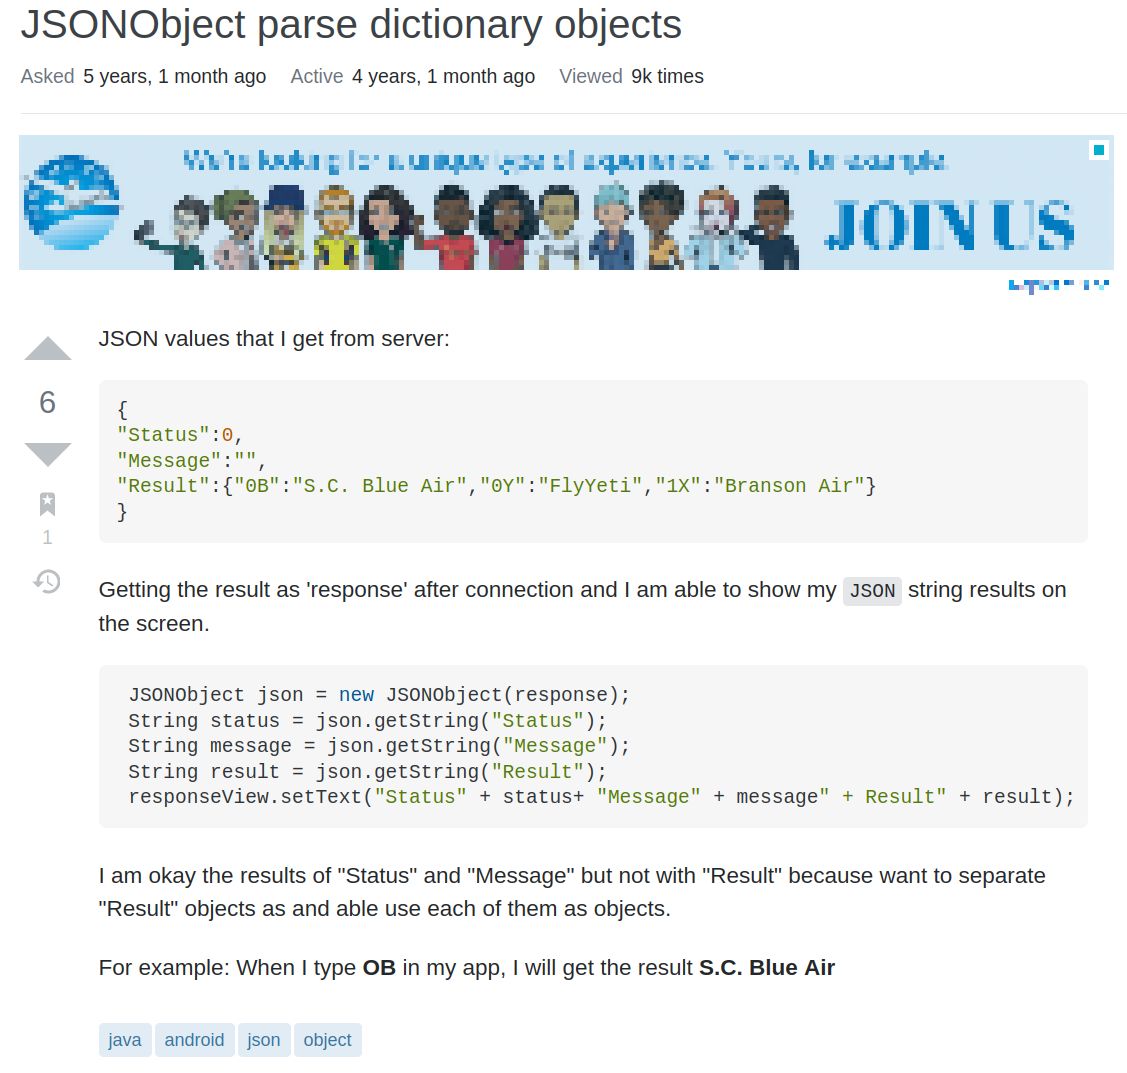 JSONObject parse dictionary objects
Asked 5 years, 1 month ago Active 4 years, 1 month ago Viewed 9k times
JOIN US
JSON values that I get from server:
6
{
"Status":0,
"Message":"",
"Result":{"0B":"S.C. Blue Air","0Y":"FlyYeti","1X":"Branson Air"}
}
1
Getting the result as 'response' after connection and I am able to show my JSON string results on
the screen.
JSONObject json = new JSONObject(response);
String status = json.getString("Status");
String message = json.getString("Message");
String result = json.getString("Result");
responseView.setText("Status" + status+ "Message" + message" + Result" + result);
I am okay the results of "Status" and "Message" but not with "Result" because want to separate
"Result" objects as and able use each of them as objects.
For example: When I type OB in my app, I will get the result S.C. Blue Air
java android json object